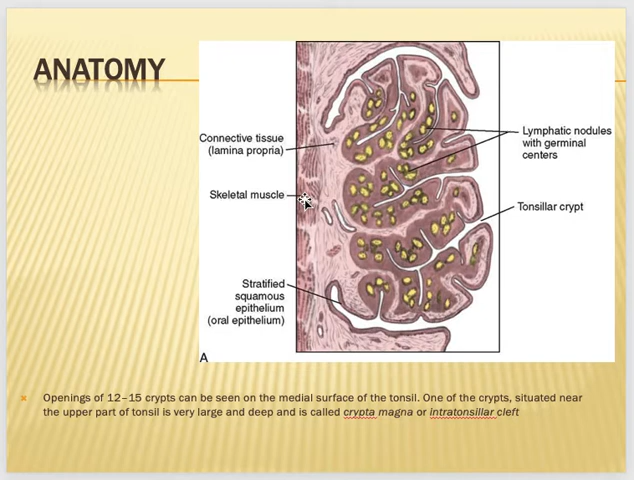 ANATOMY
Connective tissue
(lamina propria)
Lymphatic nodules
with germinal
centers
Skeletal muscle
Tonsillar crypt
Stratified
squamous
epithelium
(oral epithelium)
A
Openings of 12–15 crypts can be seen on the medial surface of the tonsil. One of the crypts, situated near
the upper part of tonsil is very large and deep and is called crypta magna or intratonsillar cleft